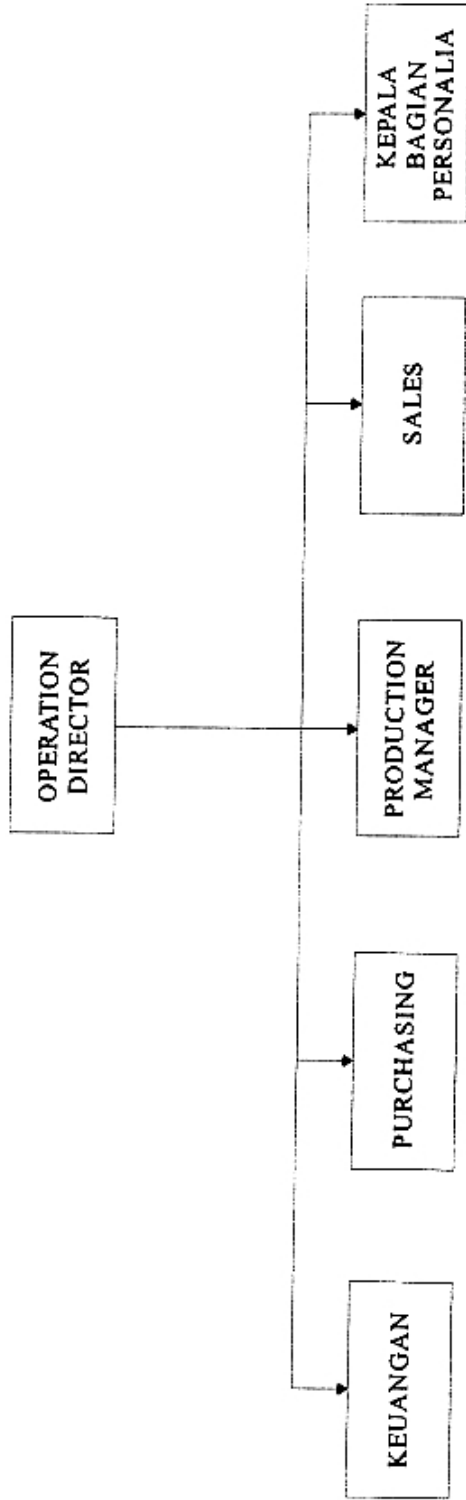 OPERATION
DIRECTOR
KEUANGAN
PURCHASING
PRODUCTION
MANAGER
SALES
KEPALA
BAGIAN
PERSONALIA